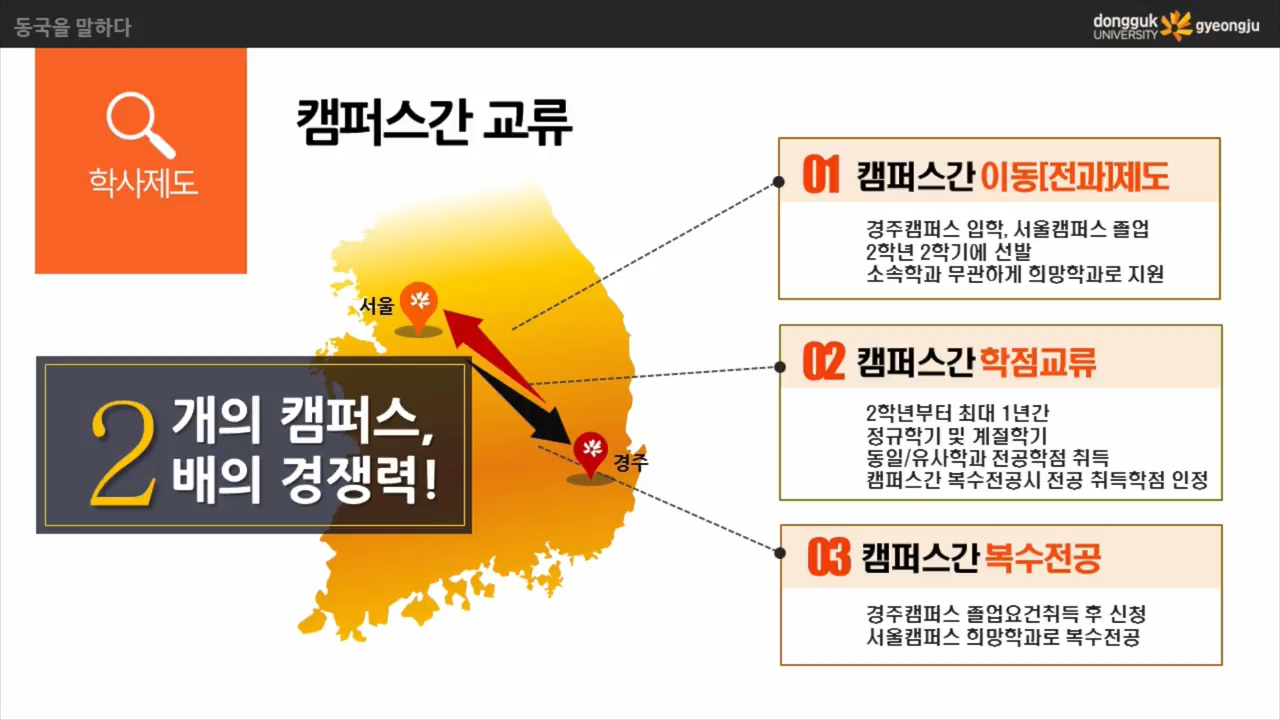 동국을 말하다
dongguk
UNIVERSITY
gyeongju
학사제도
캠퍼스간 교류
서울
경주
2
개의 캠퍼스,
배의 경쟁력!
01 캠퍼스간 이동[전과]제도
경주캠퍼스 입학, 서울캠퍼스 졸업
2학년 2학기에 선발
소속학과 무관하게 희망학과로 지원
02 캠퍼스간 학점교류
2학년부터 최대 1년간
정규학기 및 계절학기
동일/유사학과 전공학점 취득
캠퍼스간 복수전공시 전공 취득학점 인정
03 캠퍼스간 복수전공
경주캠퍼스 졸업요건취득 후 신청
서울캠퍼스 희망학과로 복수전공